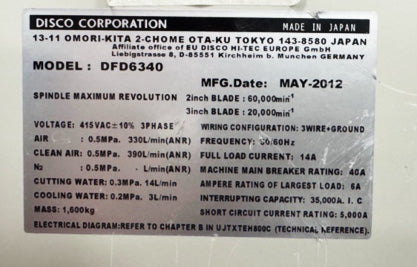 DISCO CORPORATION MADE IN JAPAN
13-11 OMORI-KITA 2-CHOME OTA-KU TOKYO 143-8580 JAPAN
Affiliate office of EU DISCO HI-TEC EUROPE GmbH
Liebigstrasse 8, D-85551 Kirchheim b. Munchen GERMANY
MODEL : DFD6340
MFG.Date: MAY-2012
SPINDLE MAXIMUM REVOLUTION 2inch BLADE : 60,000min⁻¹
3inch BLADE : 20,000min⁻¹
VOLTAGE: 415VAC±10% 3PHASE WIRING CONFIGURATION: 3WIRE+GROUND
AIR : 0.5MPa. 330L/min(ANR) FREQUENCY: 50/60Hz
CLEAN AIR: 0.5MPa. 390L/min(ANR) FULL LOAD CURRENT: 14A
N₂ : 0.5MPa. - L/min(ANR) MACHINE MAIN BREAKER RATING: 40A
CUTTING WATER: 0.3MPa. 14L/min AMPERE RATING OF LARGEST LOAD: 6A
COOLING WATER: 0.2MPa. 3L/min INTERRUPTING CAPACITY: 35,000A. I. C
MASS: 1,600kg SHORT CIRCUIT CURRENT RATING: 5,000A
ELECTRICAL DIAGRAM:REFER TO CHAPTER B IN UJTXTEH800C (TECHNICAL REFERENCE).